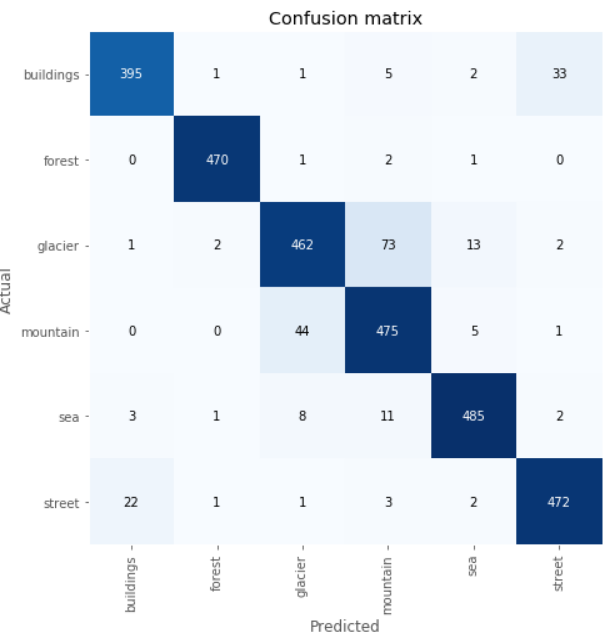 Confusion matrix
buildings 395 1 1 5 2 33
forest 0 470 1 2 1 0
glacier 1 2 462 73 13 2
mountain 0 0 44 475 5 1
sea 3 1 8 11 485 2
street 22 1 1 3 2 472
Actual
buildings forest glacier mountain sea street
Predicted